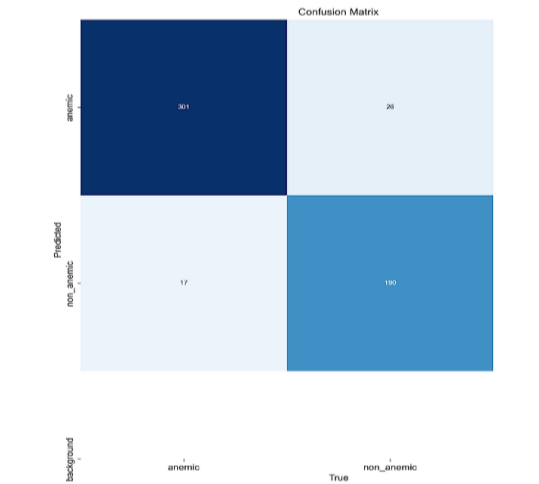 Confusion Matrix
anemic
301
26
Predicted
non_anemic
17
190
background
anemic
non_anemic
True